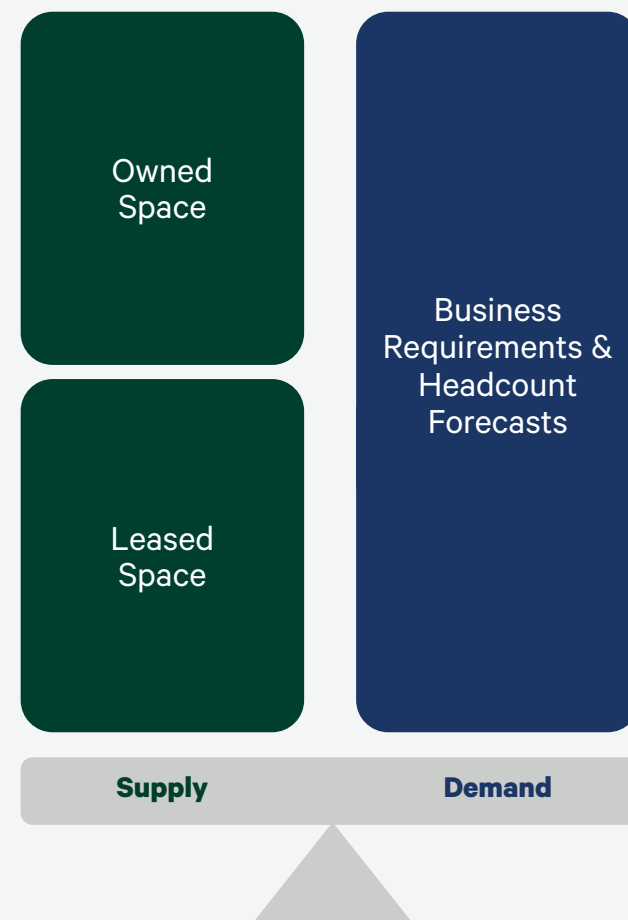 Owned
Space
Leased
Space
Business
Requirements &
Headcount
Forecasts
Supply
Demand